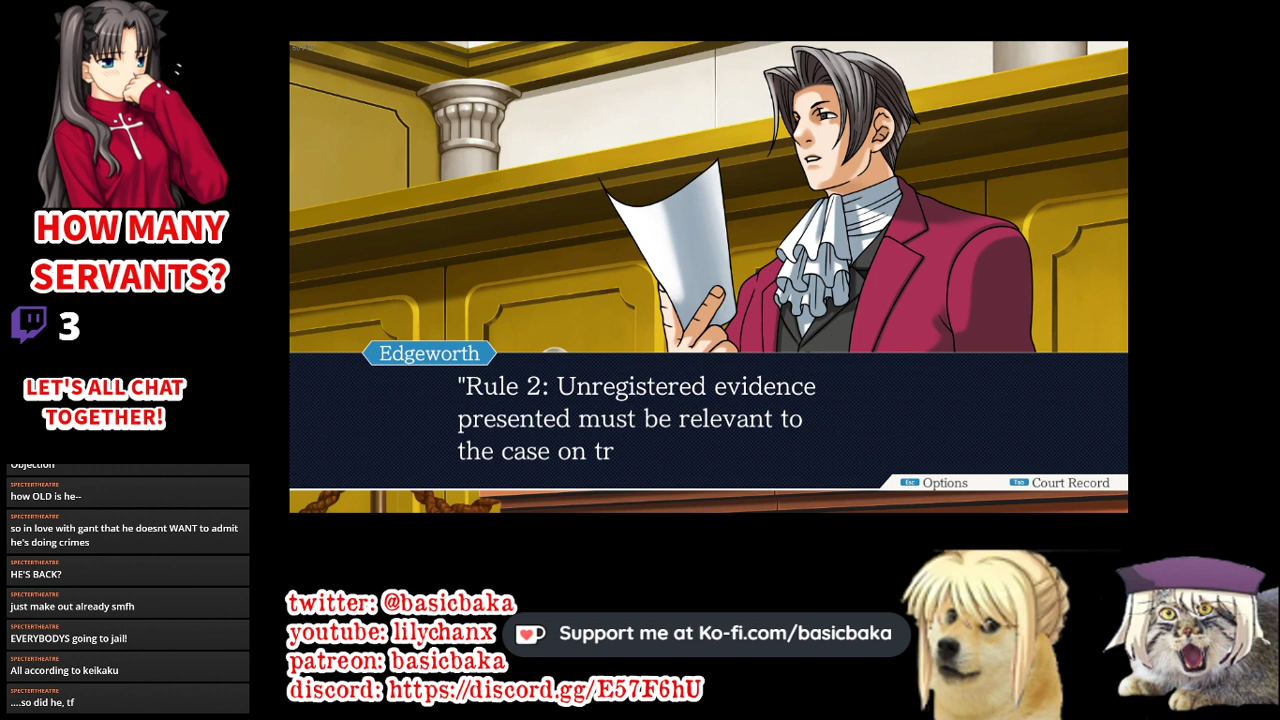 HOW MANY
SERVANTS?
3
LET'S ALL CHAT
TOGETHER!
Objection
SPECTERTHEATRE
how OLD is he--
SPECTERTHEATRE
so in love with gant that he doesnt WANT to admit
he's doing crimes
SPECTERTHEATRE
HE'S BACK?
SPECTERTHEATRE
just make out already smfh
SPECTERTHEATRE
EVERYBODYS going to jail!
SPECTERTHEATRE
All according to keikaku
SPECTERTHEATRE
....so did he, tf
Edgeworth
"Rule 2: Unregistered evidence
presented must be relevant to
the case on tr
Esc Options Tab Court Record
twitter: @basicbaka
youtube: lilychanx
patreon: basicbaka
discord: https://discord.gg/E57F6hU
Support me at Ko-fi.com/basicbaka